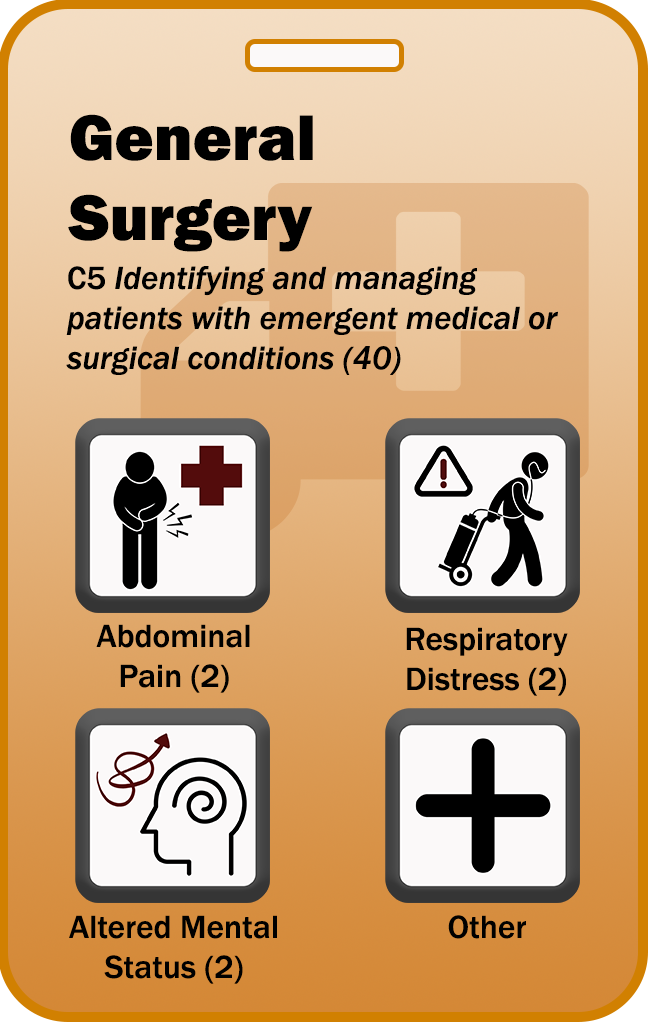 General
Surgery
C5 Identifying and managing
patients with emergent medical or
surgical conditions (40)
Abdominal
Pain (2)
Respiratory
Distress (2)
Altered Mental
Status (2)
Other